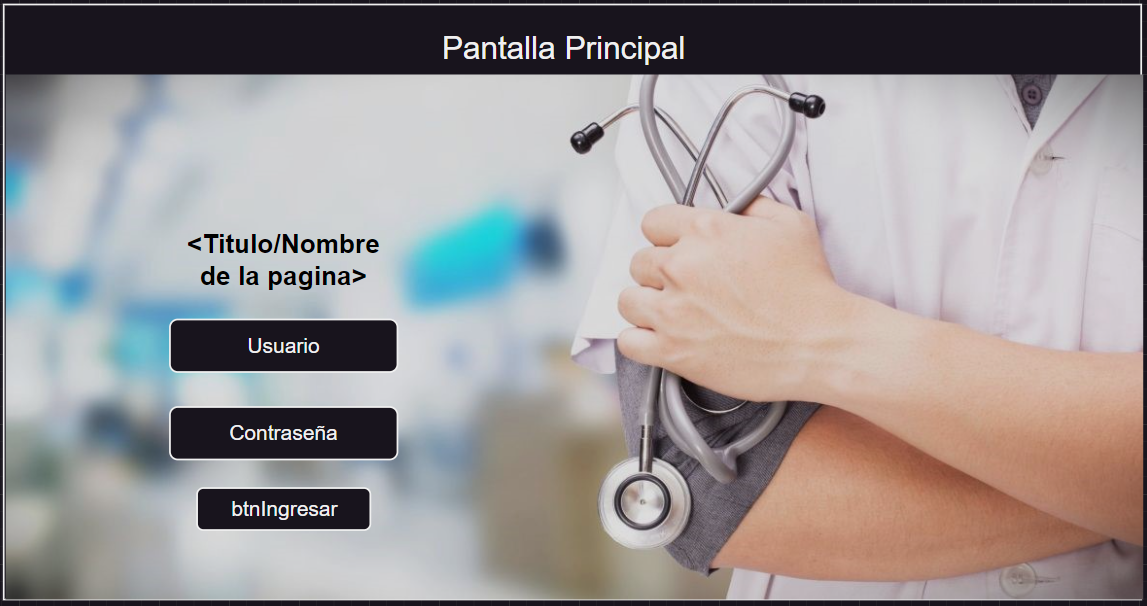 Pantalla Principal
<Titulo/Nombre
de la pagina>
Usuario
Contraseña
btnIngresar